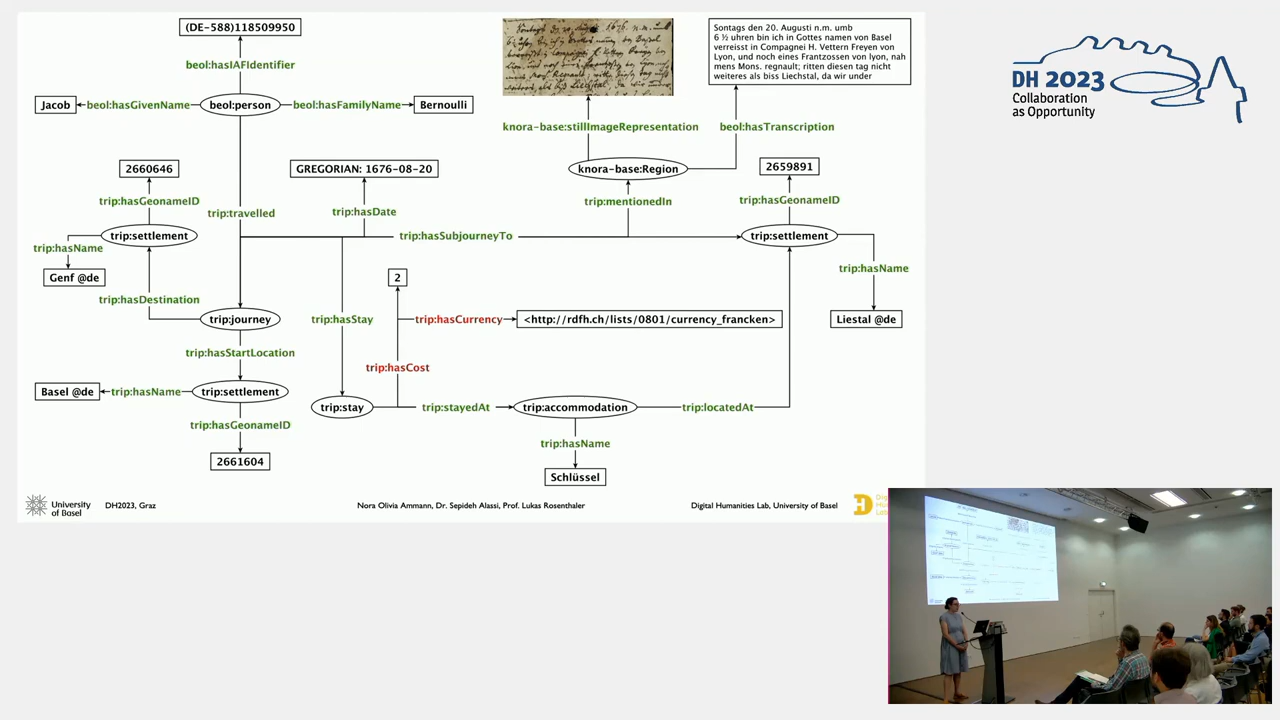 (DE-588)118509950
beol:hasIAFIdentifier
Jacob
beol:hasGivenName
beol:person
beol:hasFamilyName
Bernoulli
Sontags den 20. Augusti n.m. umb
6 ½ uhren bin ich in Gottes namen von Basel
verreisst in Compagnei H. Vettern Freyen von
Lyon, und noch eines Frantzossen von lyon, nah
mens Mons. regnault; ritten diesen tag nicht
weiteres als biss Liechstal, da wir under
knora-base:stillImageRepresentation
beol:hasTranscription
2660646
GREGORIAN: 1676-08-20
knora-base:Region
2659891
trip:hasGeonameID
trip:travelled
trip:hasDate
trip:mentionedIn
trip:hasGeonameID
trip:settlement
trip:hasSubjourneyTo
trip:settlement
trip:hasName
Genf @de
2
trip:hasName
trip:hasDestination
trip:journey
trip:hasStay
trip:hasCurrency
<http://rdfh.ch/lists/0801/currency_francken>
Liestal @de
trip:hasStartLocation
trip:hasCost
Basel @de
trip:hasName
trip:settlement
trip:stay
trip:stayedAt
trip:accommodation
trip:locatedAt
trip:hasGeonameID
trip:hasName
2661604
Schlüssel
University
of Basel
DH2023, Graz
Nora Olivia Ammann, Dr. Sepideh Alassi, Prof. Lukas Rosenthaler
Digital Humanities Lab, University of Basel
DH 2023
Collaboration
as Opportunity